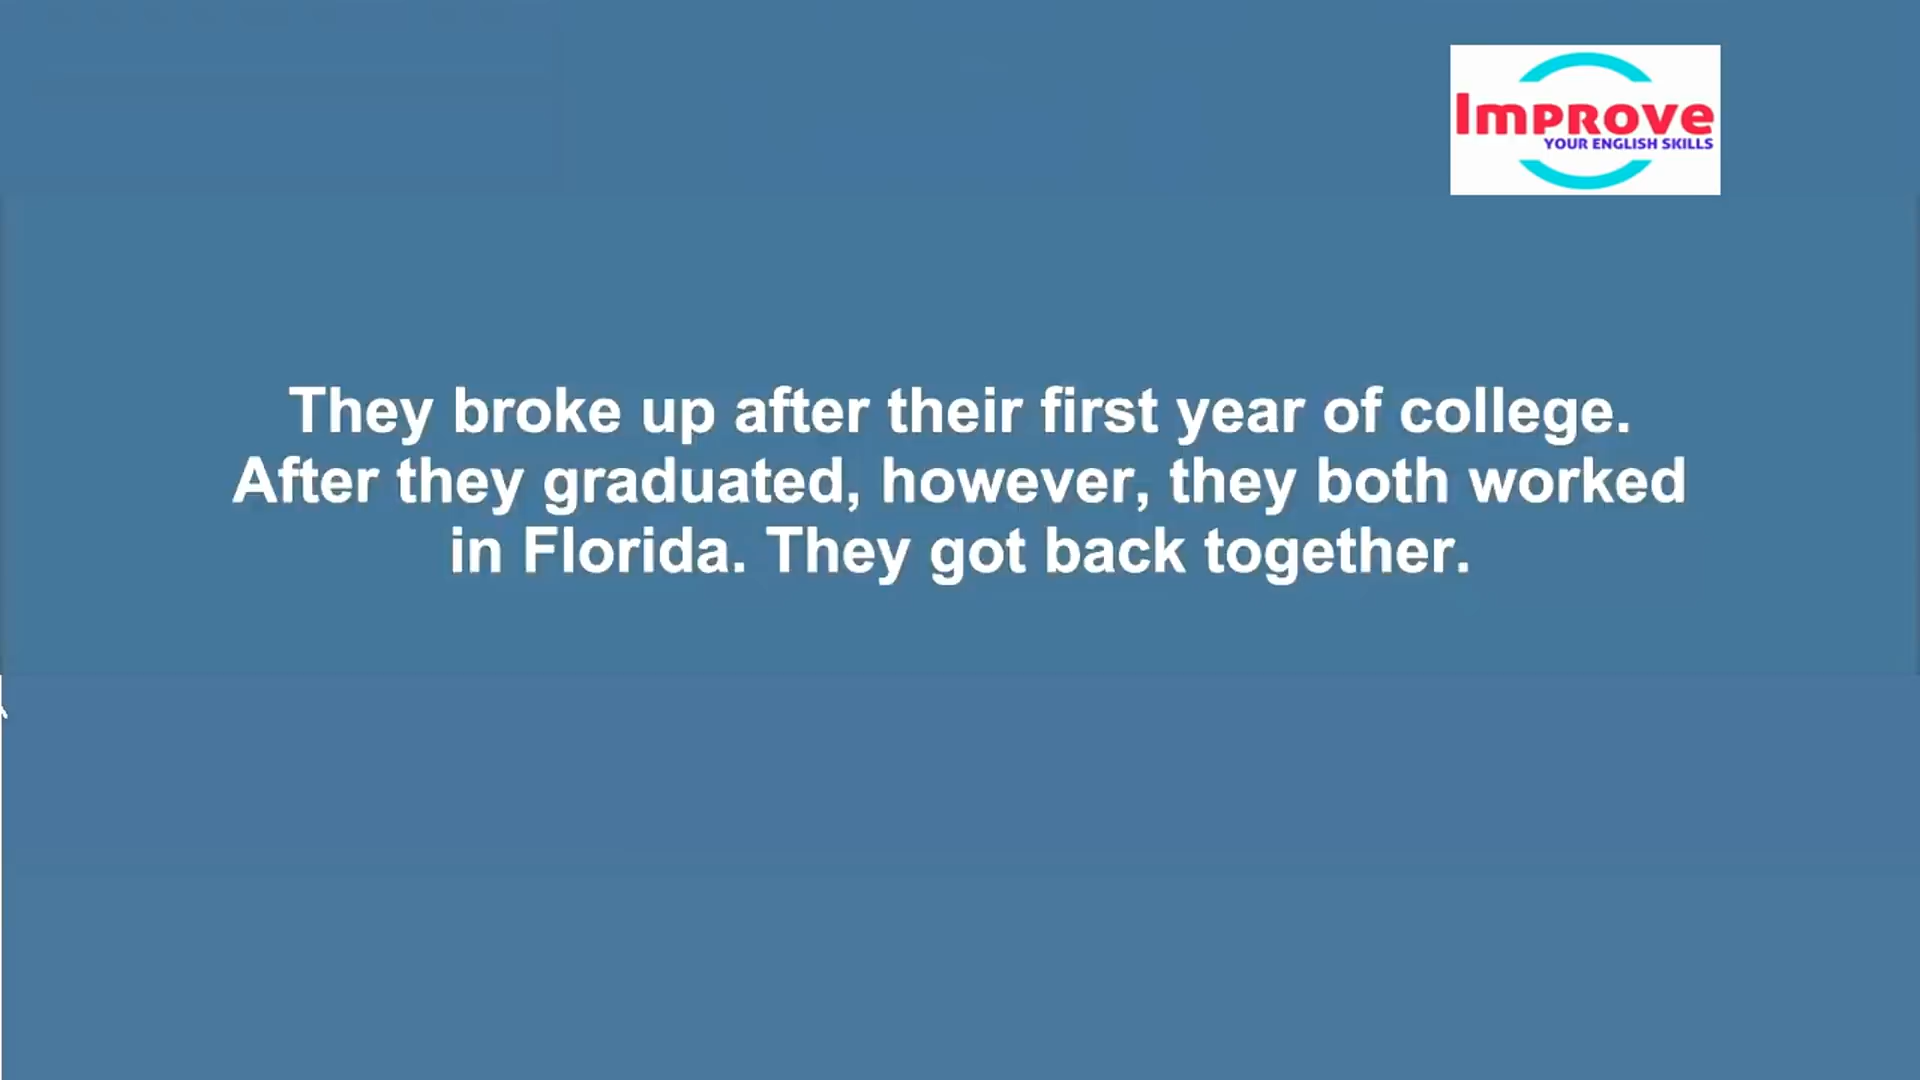 Improve
YOUR ENGLISH SKILLS
They broke up after their first year of college.
After they graduated, however, they both worked
in Florida. They got back together.